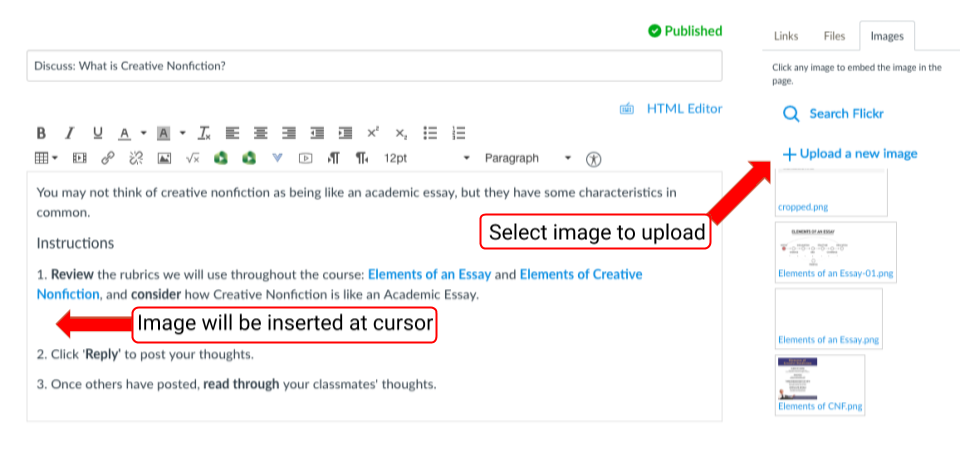 Published
Links Files Images
Discuss: What is Creative Nonfiction?
Click any image to embed the image in the
page.
HTML Editor
Search Flickr
B I U A A
12pt Paragraph
Upload a new image
You may not think of creative nonfiction as being like an academic essay, but they have some characteristics in
common.
cropped.png
Select image to upload
Instructions
ELEMENTS OF AN ESSAY
1. Review the rubrics we will use throughout the course: Elements of an Essay and Elements of Creative
Nonfiction, and consider how Creative Nonfiction is like an Academic Essay.
Elements of an Essay-01.png
Image will be inserted at cursor
Elements of an Essay.png
2. Click 'Reply' to post your thoughts.
3. Once others have posted, read through your classmates' thoughts.
Elements of CNF.png